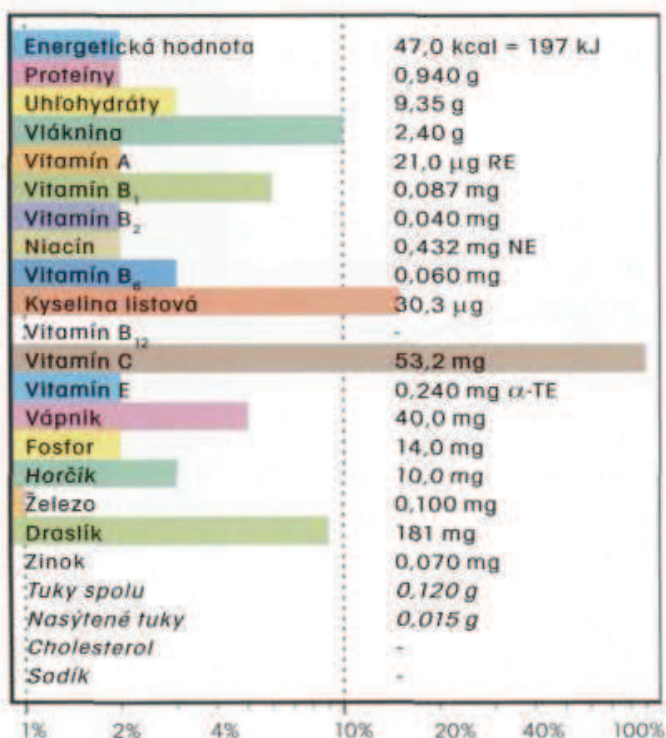 Energetická hodnota 47,0 kcal = 197 kJ
Proteíny 0,940 g
Uhľohydráty 9,35 g
Vláknina 2,40 g
Vitamín A 21,0 µg RE
Vitamín B₁ 0,087 mg
Vitamín B₂ 0,040 mg
Niacín 0,432 mg NE
Vitamín B₆ 0,060 mg
Kyselina listová 30,3 µg
Vitamín B₁₂ -
Vitamín C 53,2 mg
Vitamín E 0,240 mg α-TE
Vápnik 40,0 mg
Fosfor 14,0 mg
Horčík 10,0 mg
Železo 0,100 mg
Draslík 181 mg
Zinok 0,070 mg
Tuky spolu 0,120 g
Nasýtené tuky 0,015 g
Cholesterol -
Sodík -
1% 2% 4% 10% 20% 40% 100%